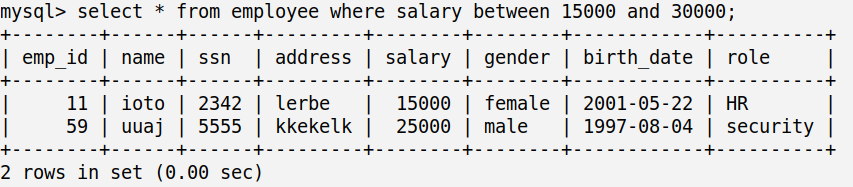 mysql> select * from employee where salary between 15000 and 30000;
+--------+------+------+---------+--------+--------+------------+----------+
| emp_id | name | ssn  | address | salary | gender | birth_date | role     |
+--------+------+------+---------+--------+--------+------------+----------+
|     11 | ioto | 2342 | lerbe   |  15000 | female | 2001-05-22 | HR       |
|     59 | uuaj | 5555 | kkekelk |  25000 | male   | 1997-08-04 | security |
+--------+------+------+---------+--------+--------+------------+----------+
2 rows in set (0.00 sec)